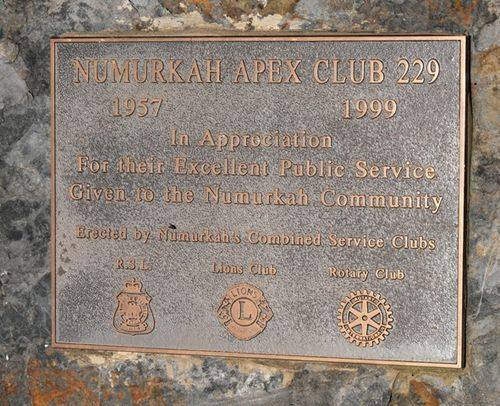 NUMURKAH APEX CLUB 229
1957 1999
In Appreciation
For their Excellent Public Service
Given to the Numurkah Community
Erected by Numurkah's Combined Service Clubs
R.S.L. Lions Club Rotary Club
LIONS
L